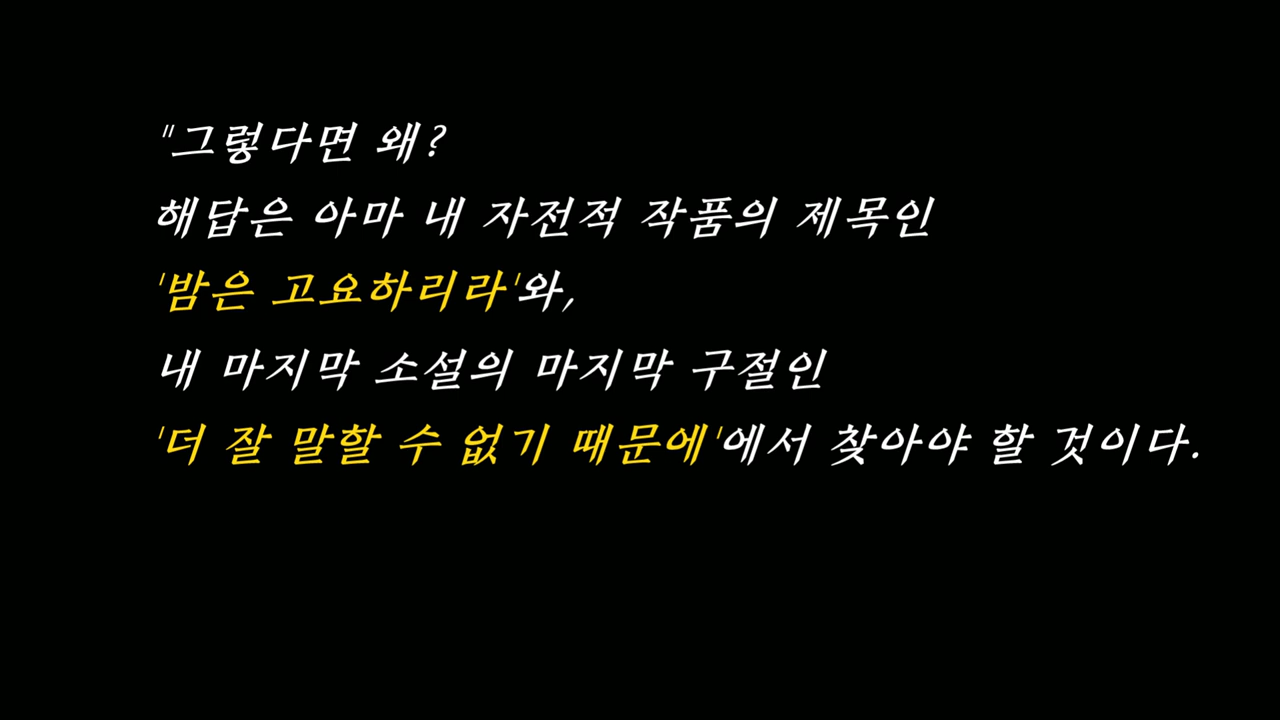 "그렇다면 왜?
해답은 아마 내 자전적 작품의 제목인
'밤은 고요하리라'와,
내 마지막 소설의 마지막 구절인
'더 잘 말할 수 없기 때문에'에서 찾아야 할 것이다.